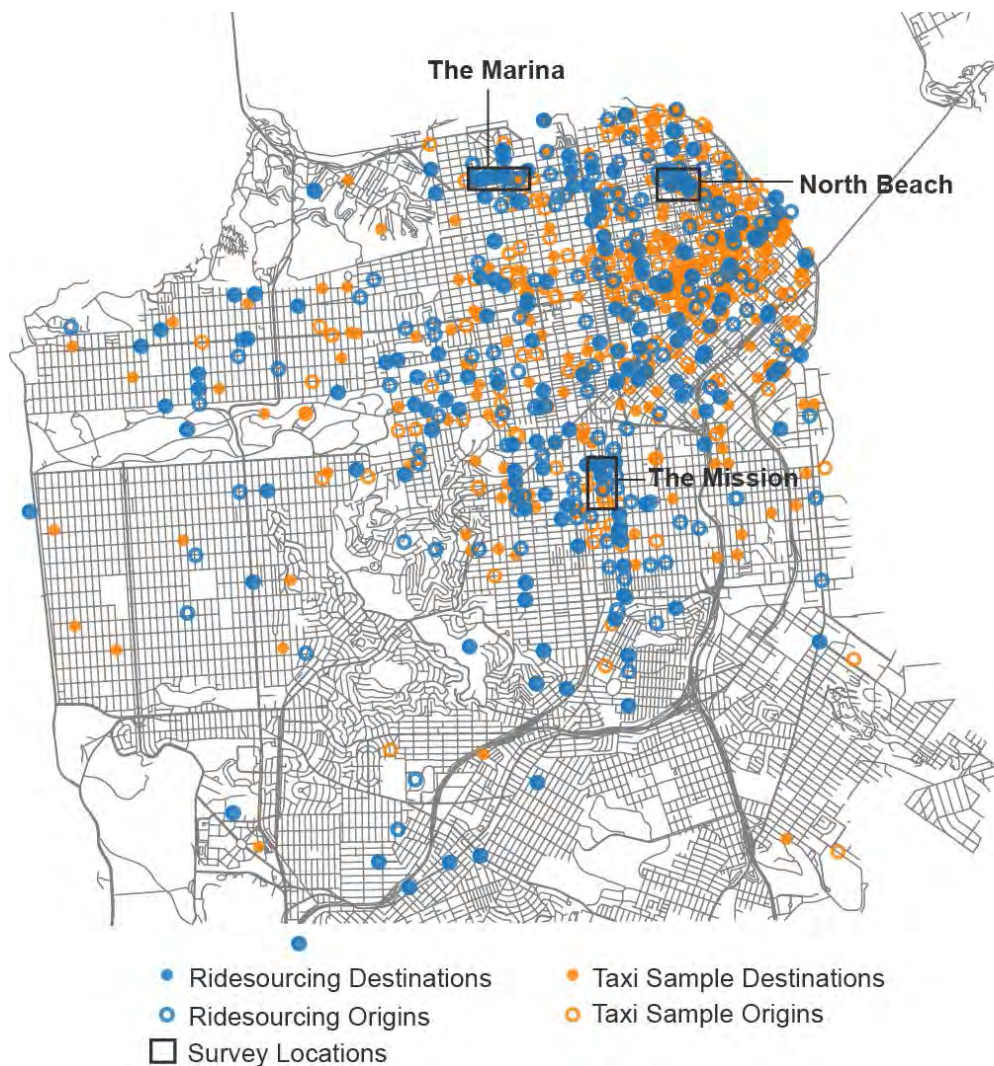 The Marina
North Beach
The Mission
Ridesourcing Destinations
Taxi Sample Destinations
Ridesourcing Origins
Taxi Sample Origins
Survey Locations